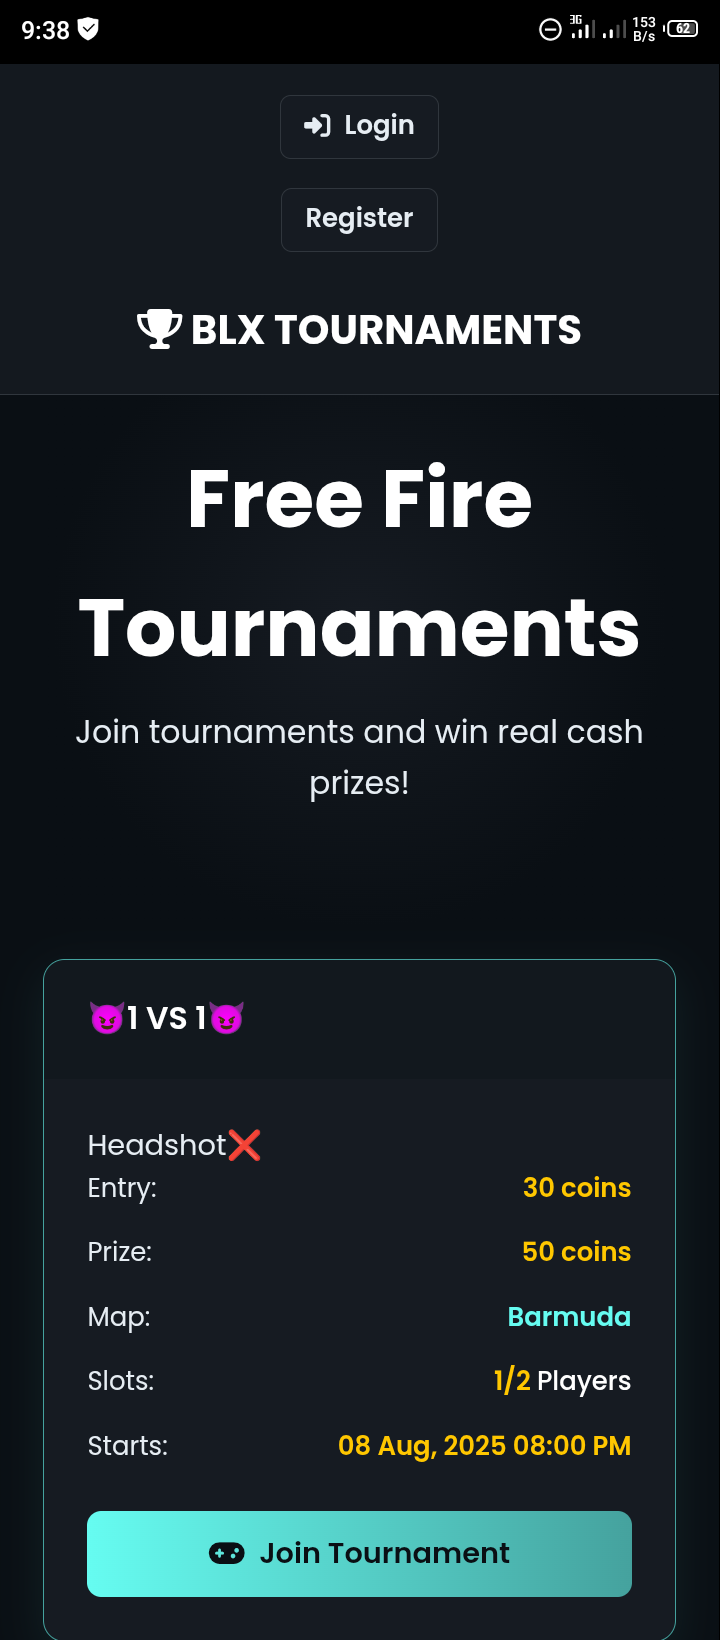 9:38
3G
153
B/s
62
Login
Register
BLX TOURNAMENTS
Free Fire
Tournaments
Join tournaments and win real cash
prizes!
😈1 VS 1😈
Headshot❌
Entry: 30 coins
Prize: 50 coins
Map: Barmuda
Slots: 1/2 Players
Starts: 08 Aug, 2025 08:00 PM
Join Tournament